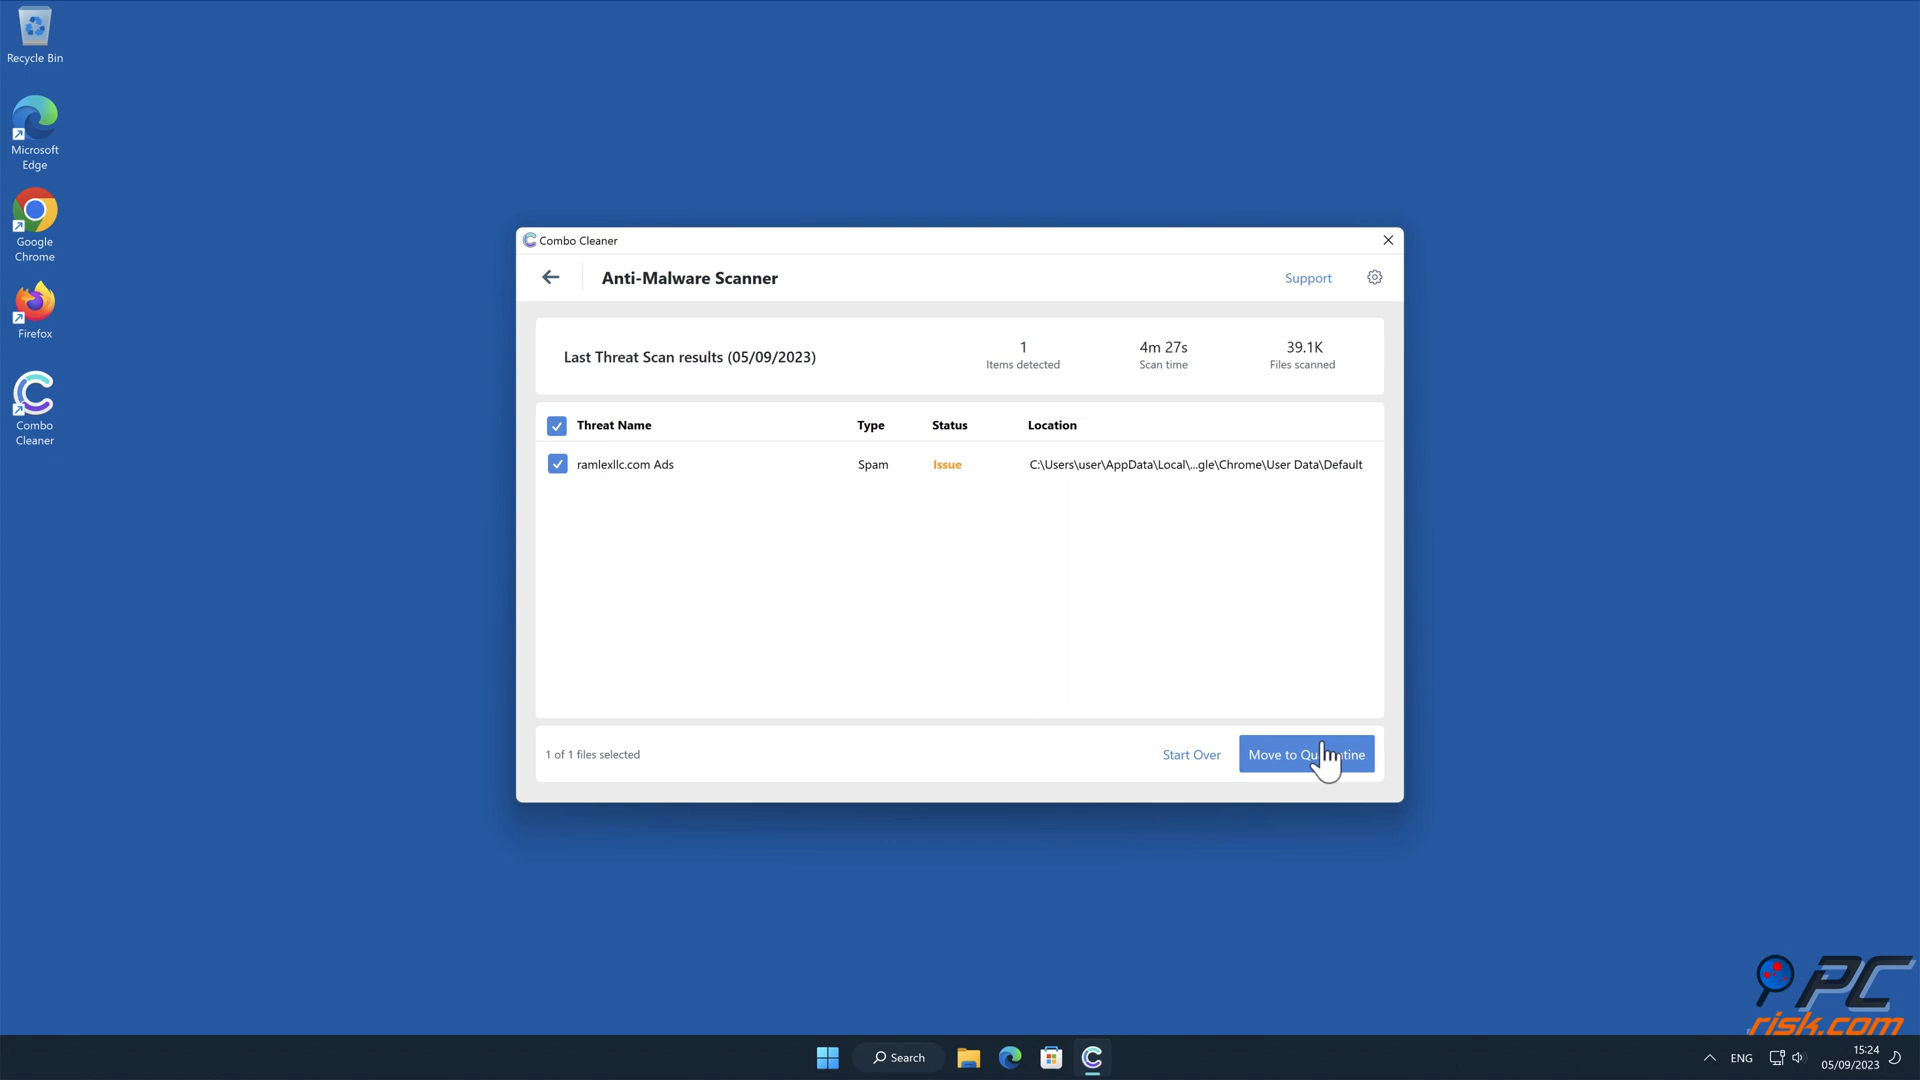 Recycle Bin
Microsoft
Edge
Google
Chrome
Firefox
Combo
Cleaner
Combo Cleaner
Anti-Malware Scanner
Support
Last Threat Scan results (05/09/2023)
1
Items detected
4m 27s
Scan time
39.1K
Files scanned
Threat Name
Type
Status
Location
ramlexllc.com Ads
Spam
Issue
C:\Users\user\AppData\Local\...gle\Chrome\User Data\Default
1 of 1 files selected
Start Over
Move to
PC
risk.com
Search
ENG
15:24
05/09/2023